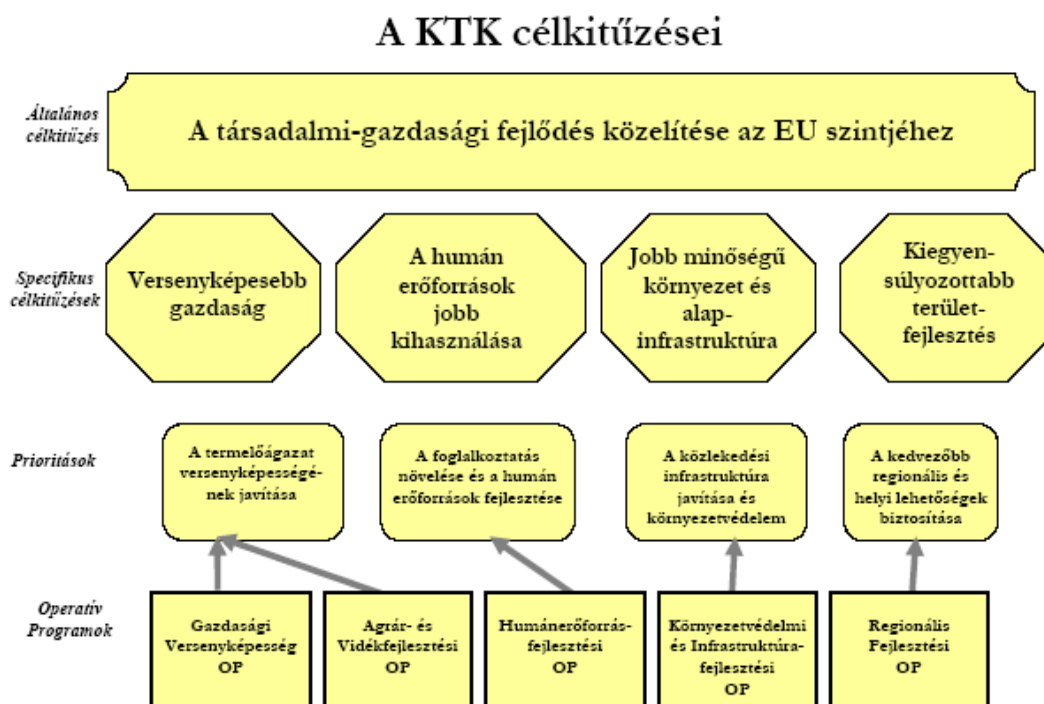 A KTK célkitűzései
Általános
célkitűzés
A társadalmi-gazdasági fejlődés közelítése az EU szintjéhez
Specifikus
célkitűzések
Versenyképesebb
gazdaság
A humán
erőforrások
jobb
kihasználása
Jobb minőségű
környezet és
alap-
infrastruktúra
Kiegyen-
súlyozottabb
terület-
fejlesztés
Prioritások
A termelőágazat
versenyképességé-
nek javítása
A foglalkoztatás
növelése és a humán
erőforrások fejlesztése
A közlekedési
infrastruktúra
javítása és
környezetvédelem
A kedvezőbb
regionális és
helyi lehetőségek
biztosítása
Operatív
Programok
Gazdasági
Versenyképesség
OP
Agrár- és
Vidékfejlesztési
OP
Humánerőforrás-
fejlesztési
OP
Környezetvédelmi
és Infrastruktúra-
fejlesztési
OP
Regionális
Fejlesztési
OP